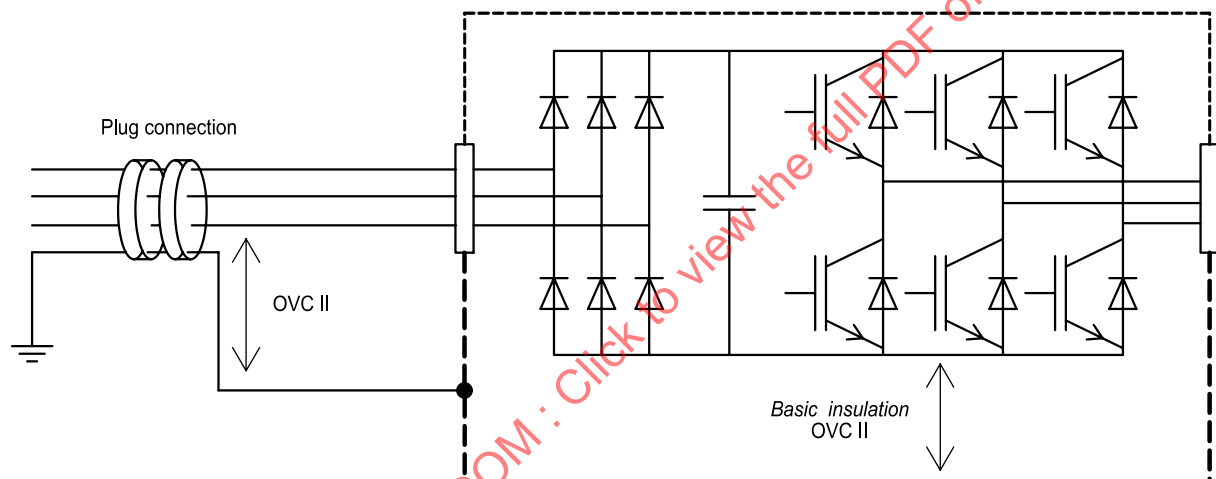 Plug connection
OVC II
Basic insulation
OVC II
OM : Click to view the full PDF o